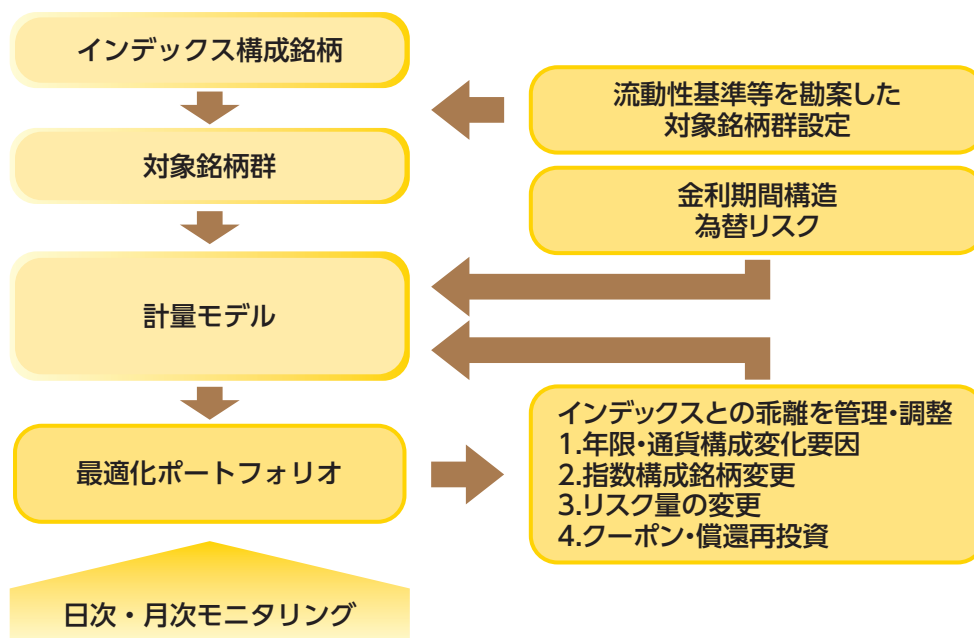 インデックス構成銘柄
流動性基準等を勘案した
対象銘柄群設定
対象銘柄群
金利期間構造
為替リスク
計量モデル
インデックスとの乖離を管理・調整
1.年限・通貨構成変化要因
2.指数構成銘柄変更
3.リスク量の変更
4.クーポン・償還再投資
最適化ポートフォリオ
日次・月次モニタリング